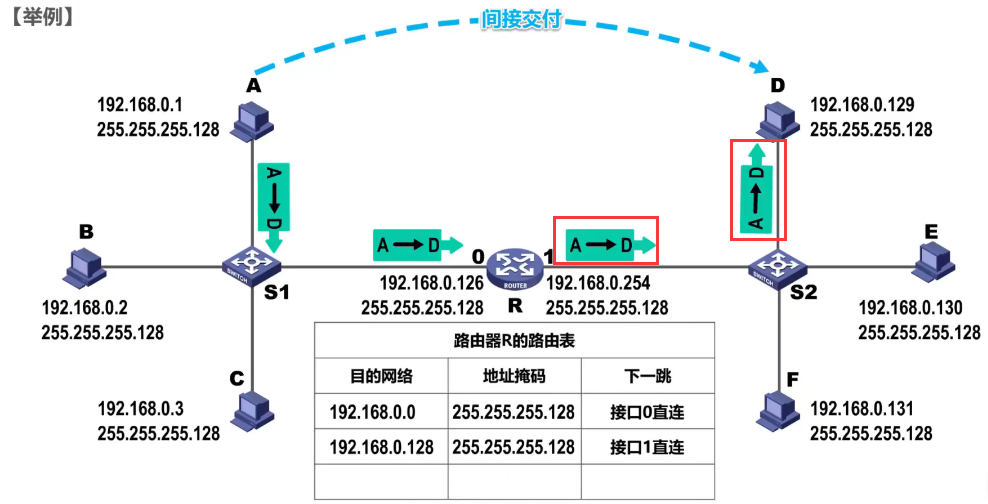 【举例】
间接交付
A
192.168.0.1
255.255.255.128
D
192.168.0.129
255.255.255.128
A→D
A→D
B
192.168.0.2
255.255.255.128
SWITCH
S1
A→D
0
192.168.0.126
255.255.255.128
ROUTER
R
1
A→D
192.168.0.254
255.255.255.128
SWITCH
S2
E
192.168.0.130
255.255.255.128
C
192.168.0.3
255.255.255.128
F
192.168.0.131
255.255.255.128
路由器R的路由表
目的网络 地址掩码 下一跳
192.168.0.0 255.255.255.128 接口0直连
192.168.0.128 255.255.255.128 接口1直连